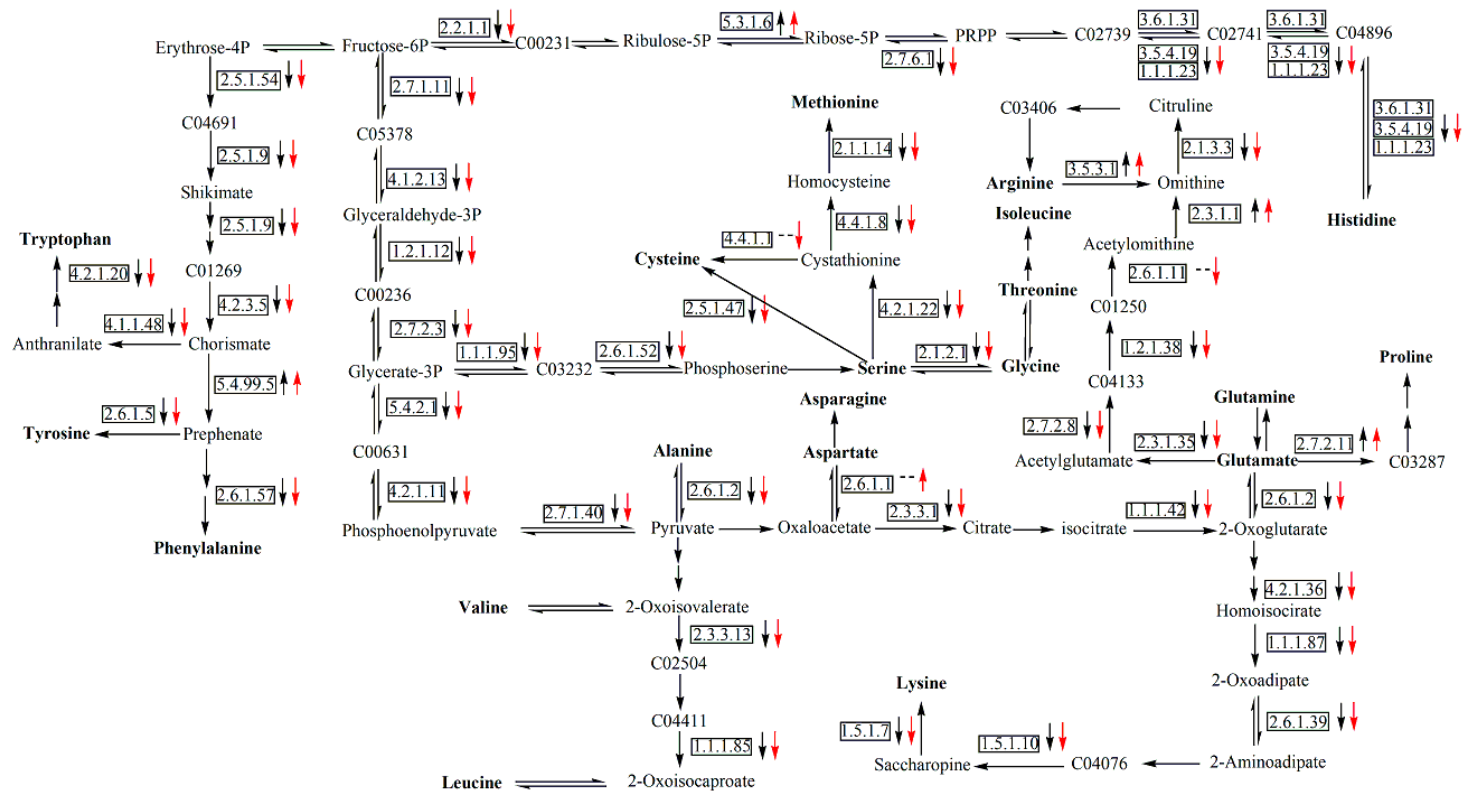 2.2.1.1
5.3.1.6
3.6.1.31
3.6.1.31
Erythrose-4P
Fructose-6P
C00231
Ribulose-5P
Ribose-5P
PRPP
C02739
C02741
C04896
2.7.6.1
3.5.4.19
3.5.4.19
1.1.1.23
1.1.1.23
2.5.1.54
2.7.1.11
Methionine
C03406
Citruline
3.6.1.31
C04691
C05378
3.5.4.19
2.1.1.14
2.1.3.3
1.1.1.23
2.5.1.9
4.1.2.13
Homocysteine
3.5.3.1
Arginine
Omithine
Shikimate
Glyceraldehyde-3P
Isoleucine
2.3.1.1
Histidine
2.5.1.9
4.4.1.8
Tryptophan
1.2.1.12
4.4.1.1
--
Acetylomithine
Cysteine
Cystathionine
4.2.1.20
C01269
2.6.1.11
--
C00236
Threonine
4.2.3.5
2.5.1.47
4.2.1.22
C01250
4.1.1.48
2.7.2.3
Anthranilate
Chorismate
1.1.1.95
2.6.1.52
2.1.2.1
1.2.1.38
Proline
Glycerate-3P
C03232
Phosphoserine
Serine
Glycine
5.4.99.5
C04133
5.4.2.1
Asparagine
Glutamine
2.6.1.5
2.7.2.8
Tyrosine
Prephenate
2.3.1.35
2.7.2.11
C00631
Alanine
Aspartate
Acetylglutamate
Glutamate
C03287
2.6.1.57
4.2.1.11
2.6.1.2
2.6.1.1
--
2.6.1.2
2.7.1.40
2.3.3.1
1.1.1.42
Phosphoenolpyruvate
Pyruvate
Oxaloacetate
Citrate
isocitrate
2-Oxoglutarate
Phenylalanine
4.2.1.36
Valine
2-Oxoisovalerate
Homoisocirate
2.3.3.13
1.1.1.87
C02504
2-Oxoadipate
Lysine
C04411
2.6.1.39
1.5.1.7
1.5.1.10
1.1.1.85
Saccharopine
C04076
2-Aminoadipate
Leucine
2-Oxoisocaproate